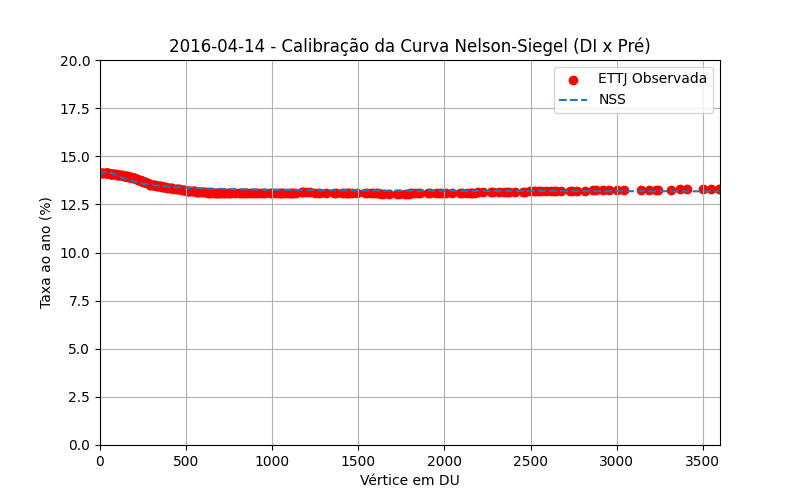 2016-04-14 - Calibração da Curva Nelson-Siegel (DI x Pré)
ETTJ Observada
NSS
Taxa ao ano (%)
20.0
17.5
15.0
12.5
10.0
7.5
5.0
2.5
0.0
0 500 1000 1500 2000 2500 3000 3500
Vértice em DU